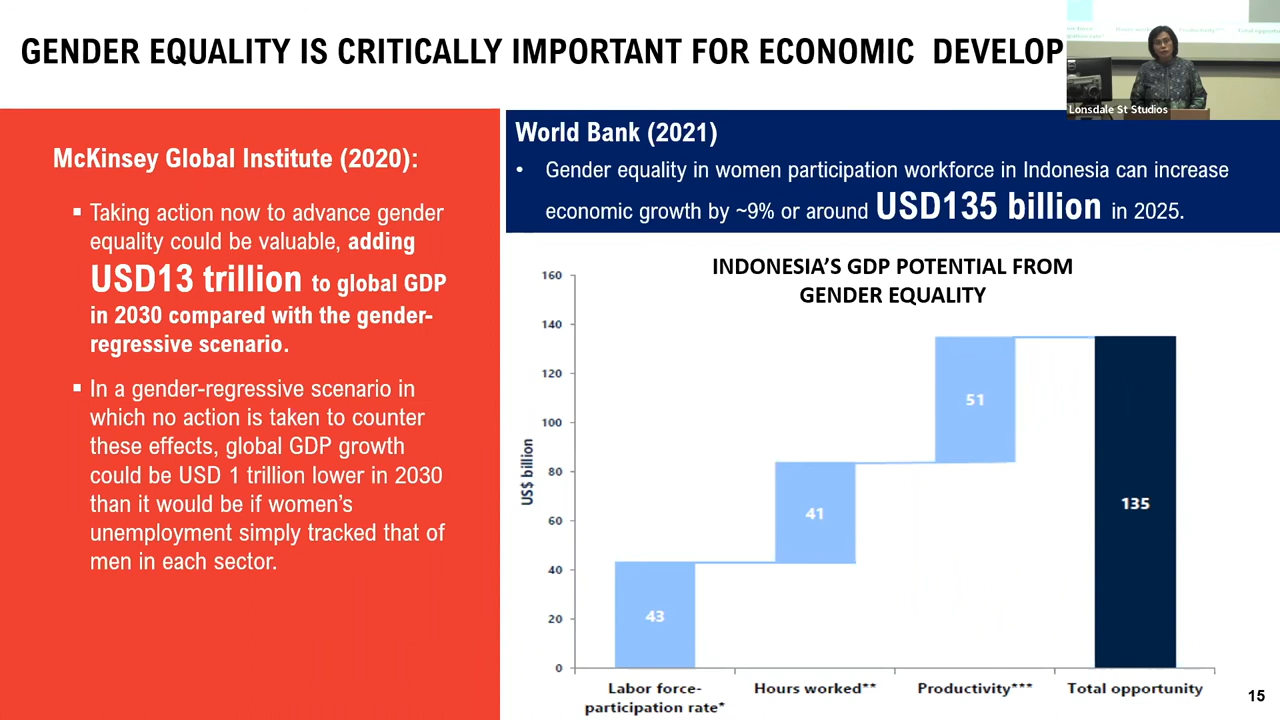 GENDER EQUALITY IS CRITICALLY IMPORTANT FOR ECONOMIC DEVELOP
Lonsdale St Studios
McKinsey Global Institute (2020):
▪ Taking action now to advance gender
equality could be valuable, adding
USD13 trillion to global GDP
in 2030 compared with the gender-
regressive scenario.
▪ In a gender-regressive scenario in
which no action is taken to counter
these effects, global GDP growth
could be USD 1 trillion lower in 2030
than it would be if women's
unemployment simply tracked that of
men in each sector.
World Bank (2021)
• Gender equality in women participation workforce in Indonesia can increase
economic growth by ~9% or around USD135 billion in 2025.
INDONESIA'S GDP POTENTIAL FROM
GENDER EQUALITY
US$ billion
160
140
120
100
80
60
40
20
0
43
41
51
135
Labor force-
participation rate*
Hours worked**
Productivity***
Total opportunity
15